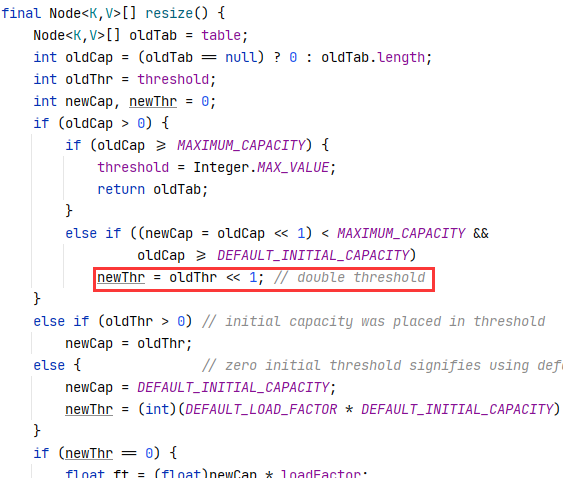 final Node<K,V>[] resize() {
Node<K,V>[] oldTab = table;
int oldCap = (oldTab == null) ? 0 : oldTab.length;
int oldThr = threshold;
int newCap, newThr = 0;
if (oldCap > 0) {
if (oldCap >= MAXIMUM_CAPACITY) {
threshold = Integer.MAX_VALUE;
return oldTab;
}
else if ((newCap = oldCap << 1) < MAXIMUM_CAPACITY &&
oldCap >= DEFAULT_INITIAL_CAPACITY)
newThr = oldThr << 1; // double threshold
}
else if (oldThr > 0) // initial capacity was placed in threshold
newCap = oldThr;
else { // zero initial threshold signifies using def
newCap = DEFAULT_INITIAL_CAPACITY;
newThr = (int)(DEFAULT_LOAD_FACTOR * DEFAULT_INITIAL_CAPACITY)
}
if (newThr == 0) {
float ft = (float)newCap * loadFactor;